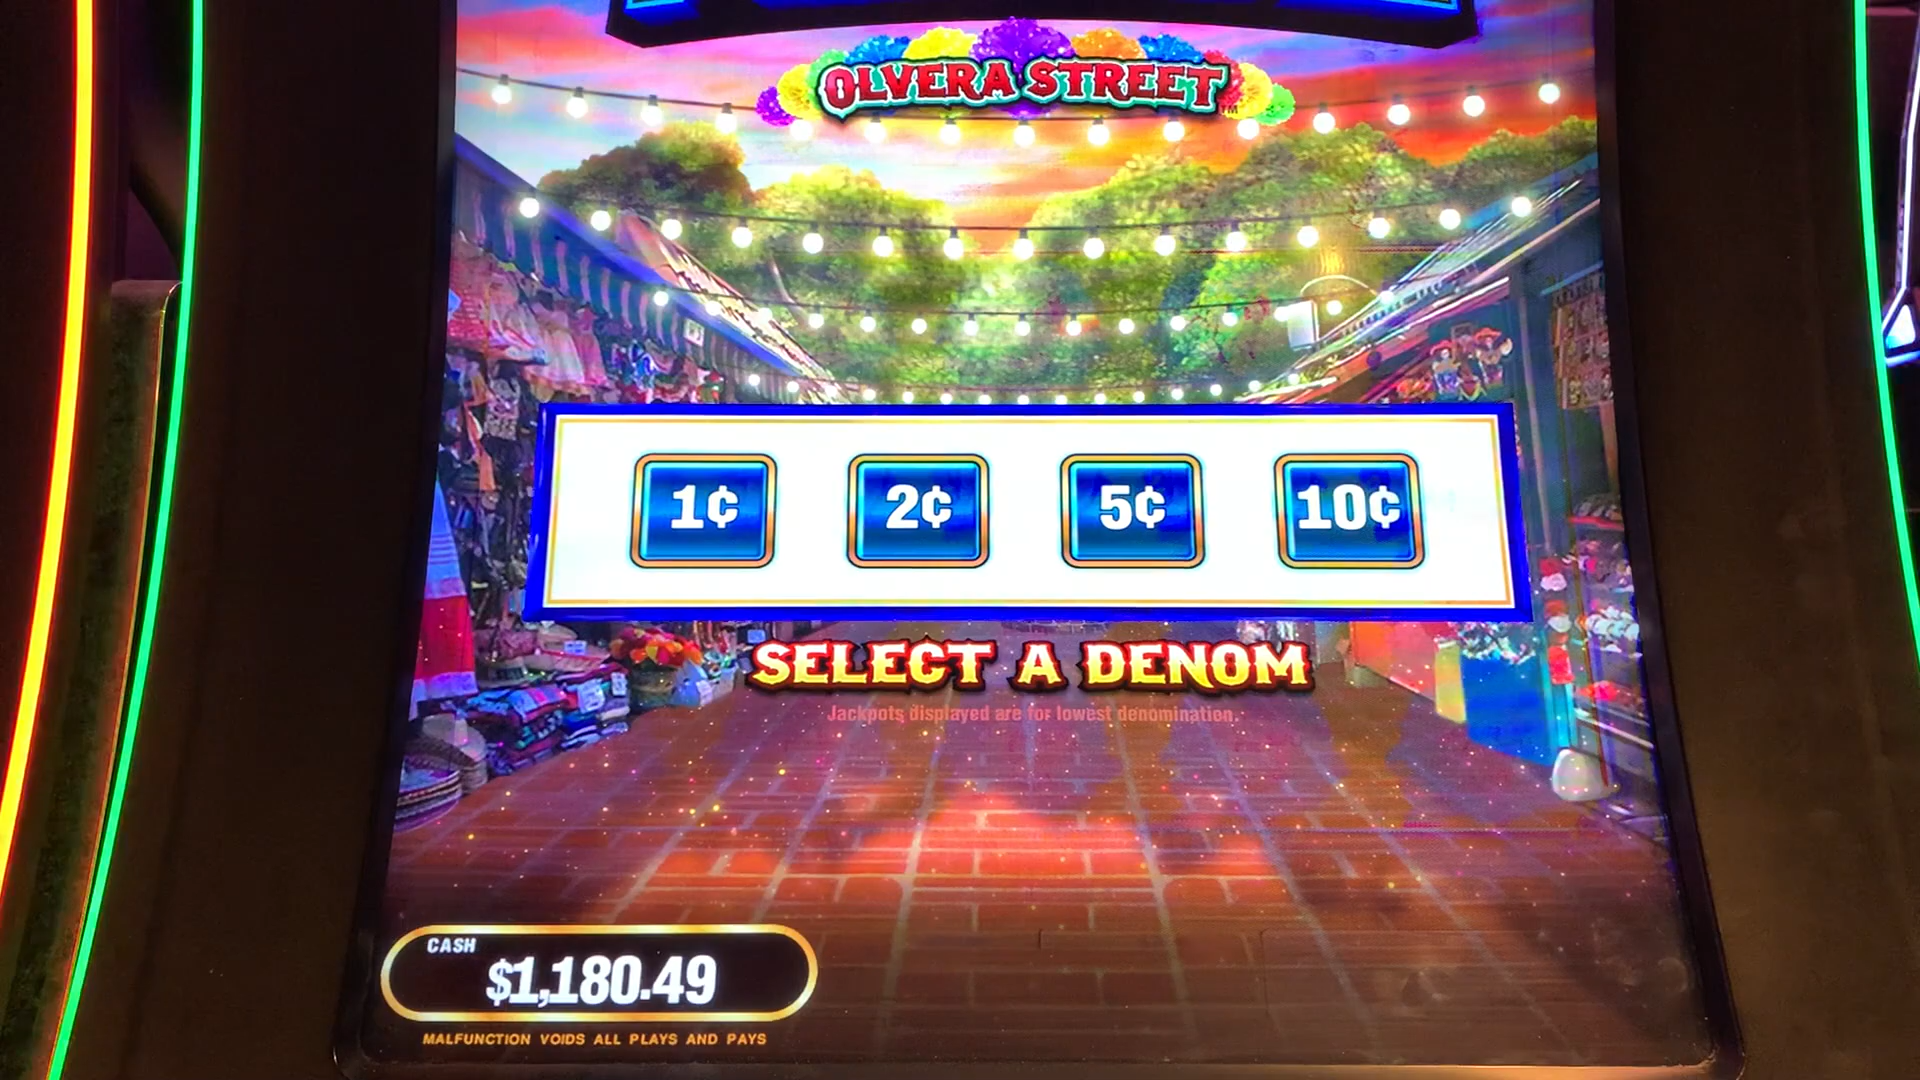 OLVERA STREET™
1¢ 2¢ 5¢ 10¢
SELECT A DENOM
Jackpots displayed are for lowest denomination.
CASH
$1,180.49
MALFUNCTION VOIDS ALL PLAYS AND PAYS